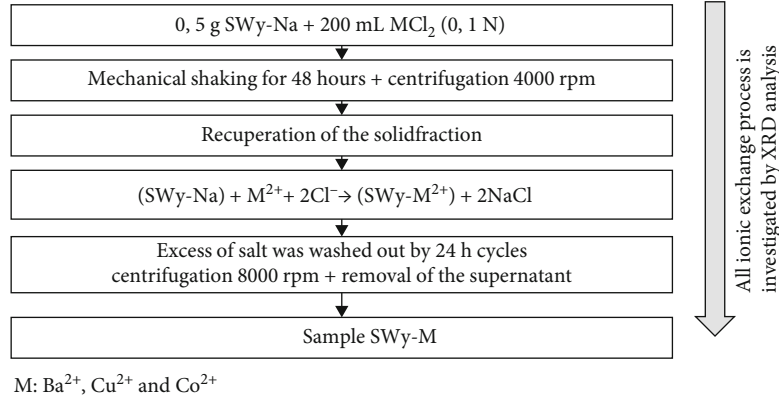 0, 5 g SWy-Na + 200 mL MCl₂ (0, 1 N)
Mechanical shaking for 48 hours + centrifugation 4000 rpm
Recuperation of the solidfraction
(SWy-Na) + M²⁺ + 2Cl⁻ → (SWy-M²⁺) + 2NaCl
Excess of salt was washed out by 24 h cycles
centrifugation 8000 rpm + removal of the supernatant
Sample SWy-M
M: Ba²⁺, Cu²⁺ and Co²⁺
All ionic exchange process is
investigated by XRD analysis